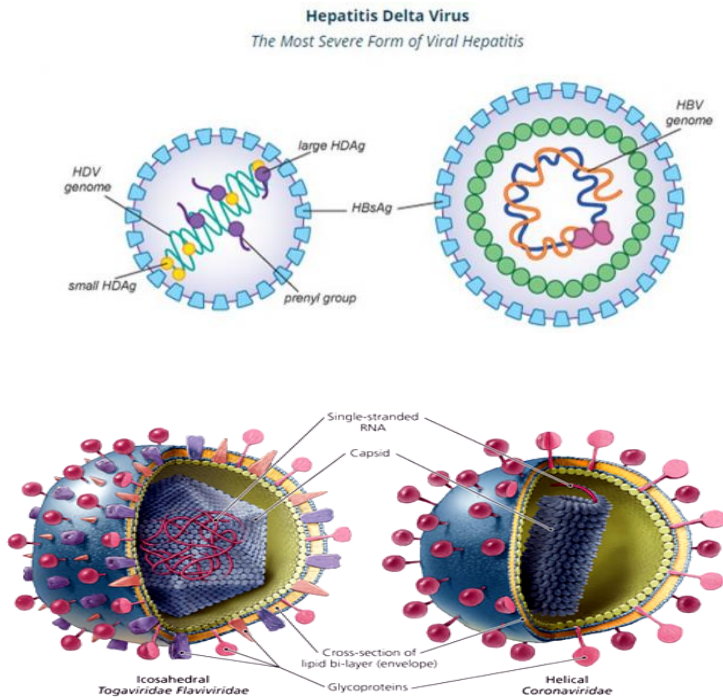 Hepatitis Delta Virus
The Most Severe Form of Viral Hepatitis
large HDAg
HDV
genome
HBsAg
small HDAg
prenyl group
HBV
genome
Single-stranded
RNA
Capsid
Cross-section of
lipid bi-layer (envelope)
Glycoproteins
Icosahedral
Togaviridae Flaviviridae
Helical
Coronaviridae